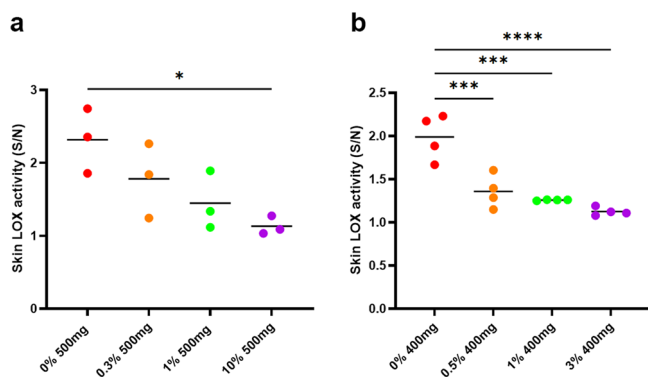 a
*
Skin LOX activity (S/N)
3
2
1
0
0% 500mg
0.3% 500mg
1% 500mg
10% 500mg
b
****
***
***
Skin LOX activity (S/N)
2.5
2.0
1.5
1.0
0.5
0.0
0% 400mg
0.5% 400mg
1% 400mg
3% 400mg